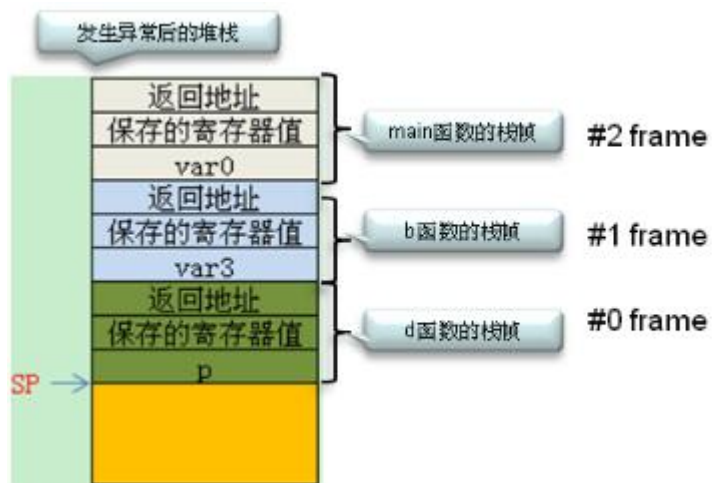 发生异常后的堆栈
返回地址
保存的寄存器值
var0
main函数的栈帧
#2 frame
返回地址
保存的寄存器值
var3
b函数的栈帧
#1 frame
返回地址
保存的寄存器值
p
d函数的栈帧
#0 frame
SP